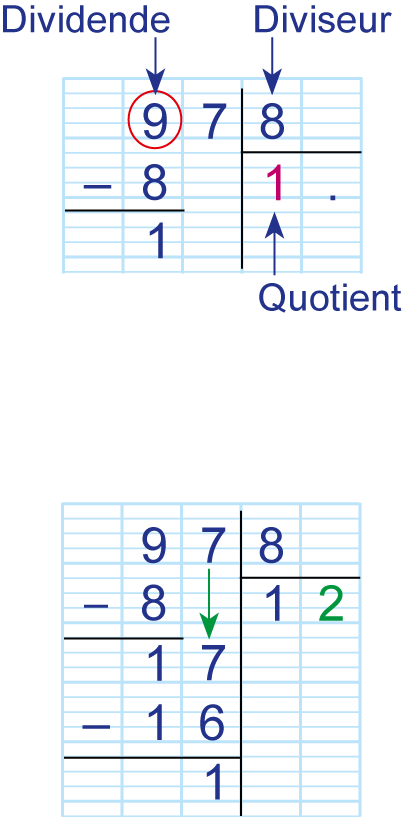 Dividende Diviseur
9 7 8
– 8 1 .
1
Quotient
9 7 8
– 8 1 2
1 7
– 1 6
1